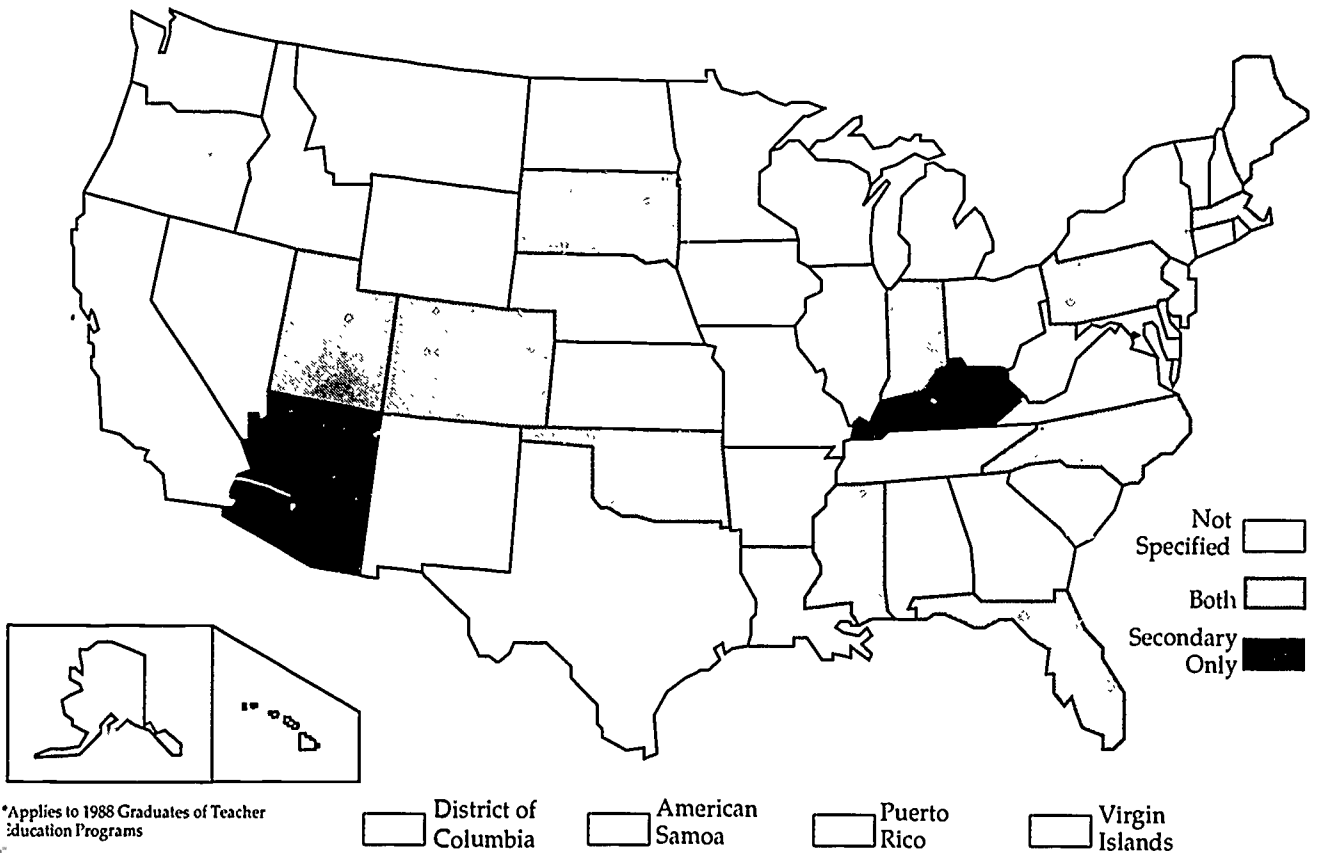 Not
Specified
Both
Secondary
Only
*Applies to 1988 Graduates of Teacher
Education Programs
District of
Columbia
American
Samoa
Puerto
Rico
Virgin
Islands